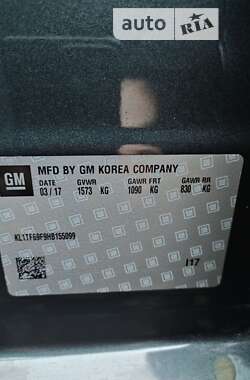 auto RIA
GM
MFD BY GM KOREA COMPANY
DATE GVWR GAWR FRT GAWR RR
03/17 1573 KG 1090 KG 830 KG
KL1TF69F9HB155099
I17